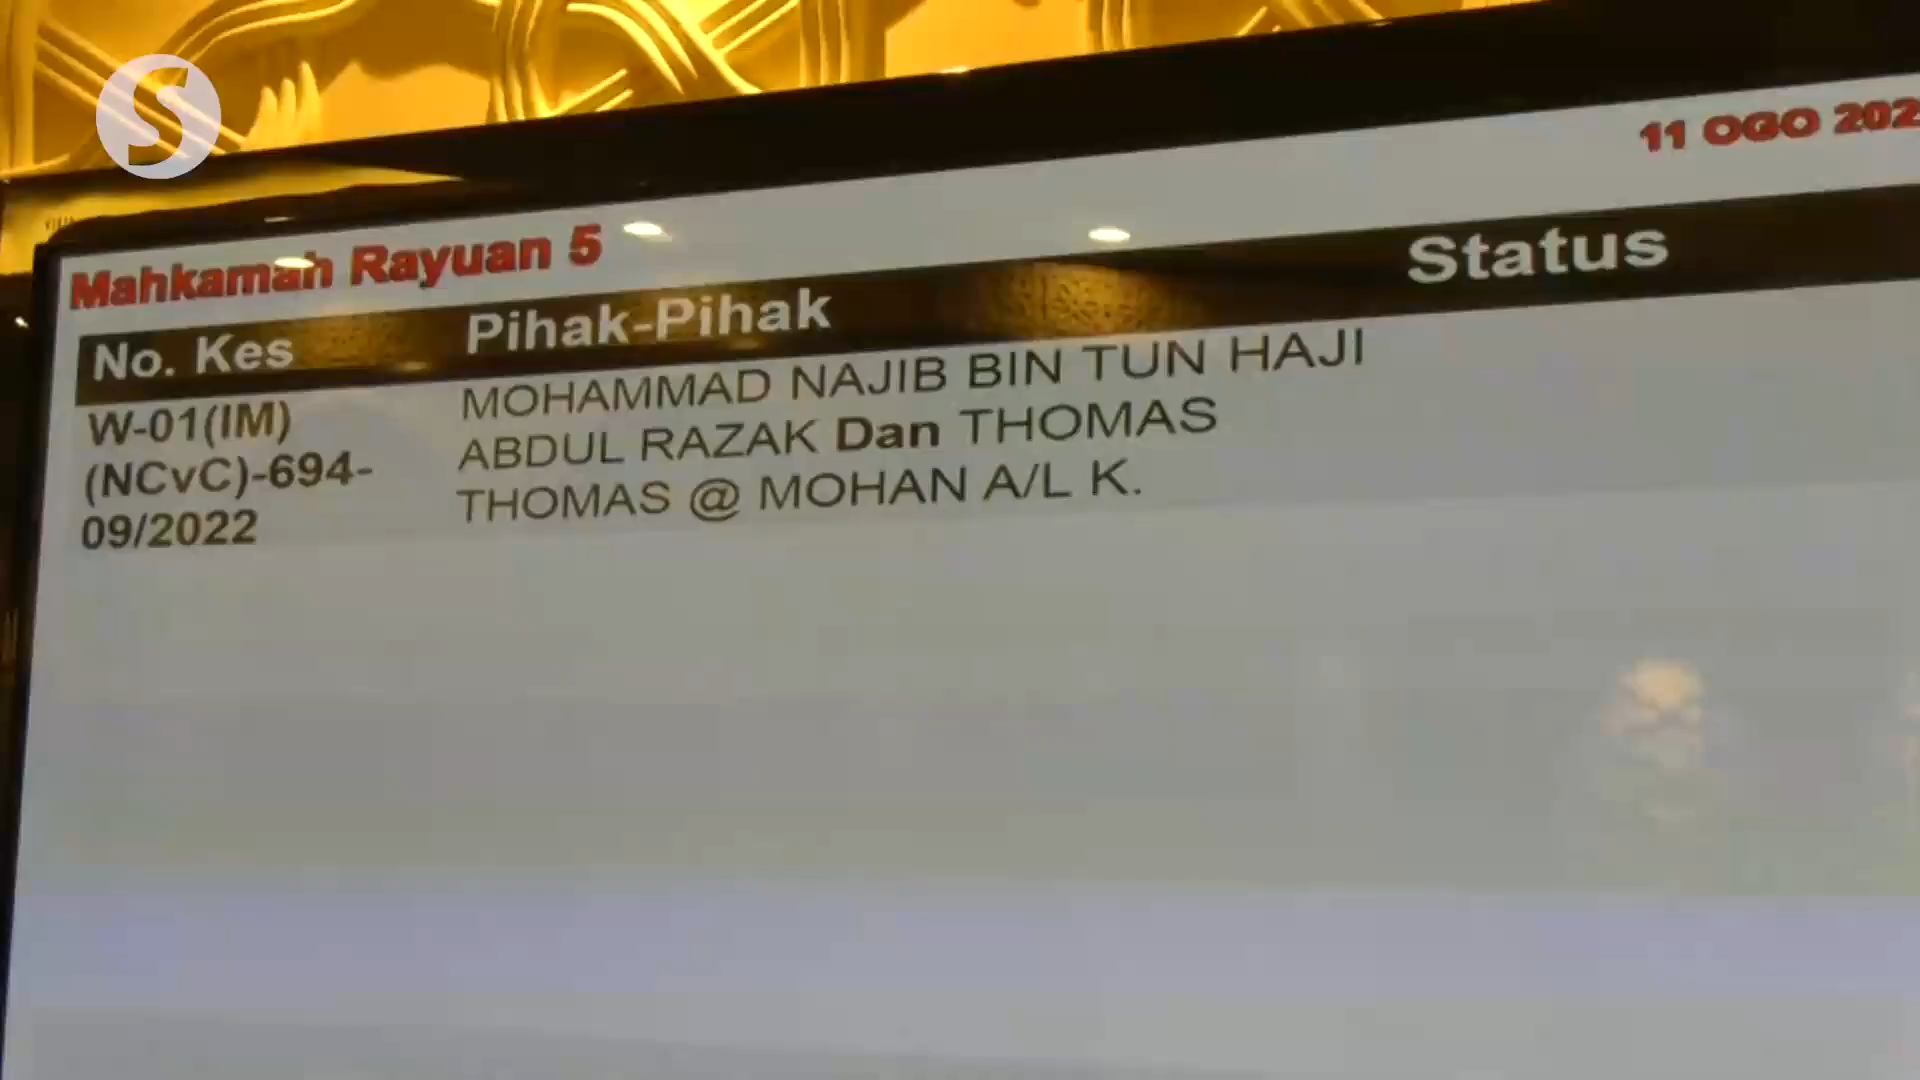 11 OGO 202
Mahkamah Rayuan 5
No. Kes Pihak-Pihak Status
W-01(IM)
(NCvC)-694-
09/2022
MOHAMMAD NAJIB BIN TUN HAJI
ABDUL RAZAK Dan THOMAS
THOMAS @ MOHAN A/L K.